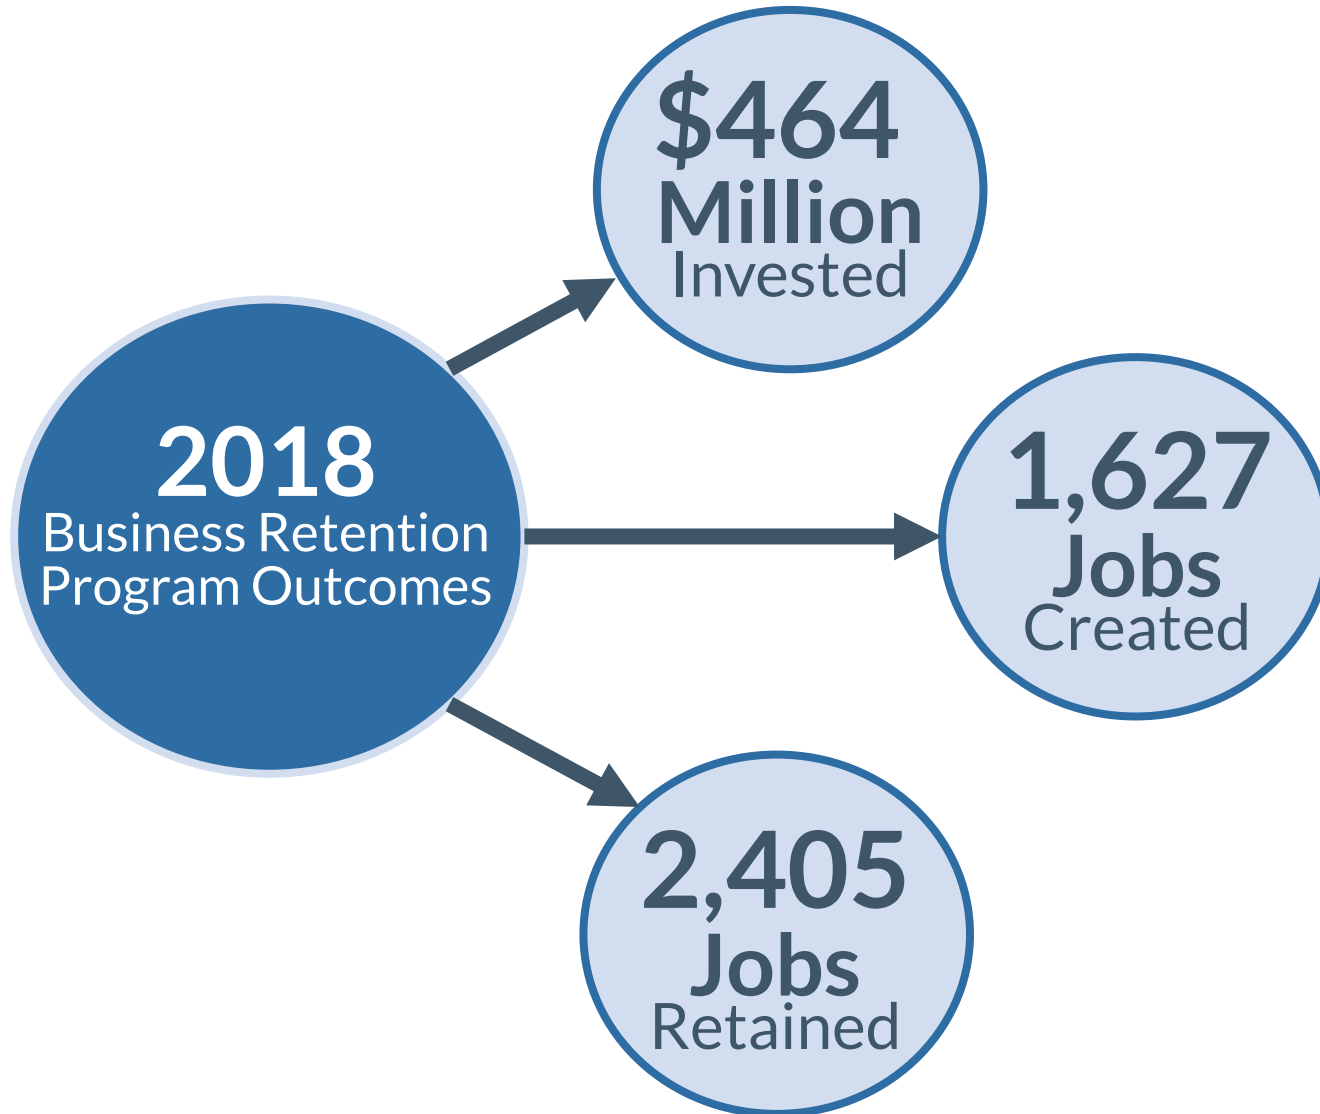 $464
Million
Invested
2018
Business Retention
Program Outcomes
1,627
Jobs
Created
2,405
Jobs
Retained